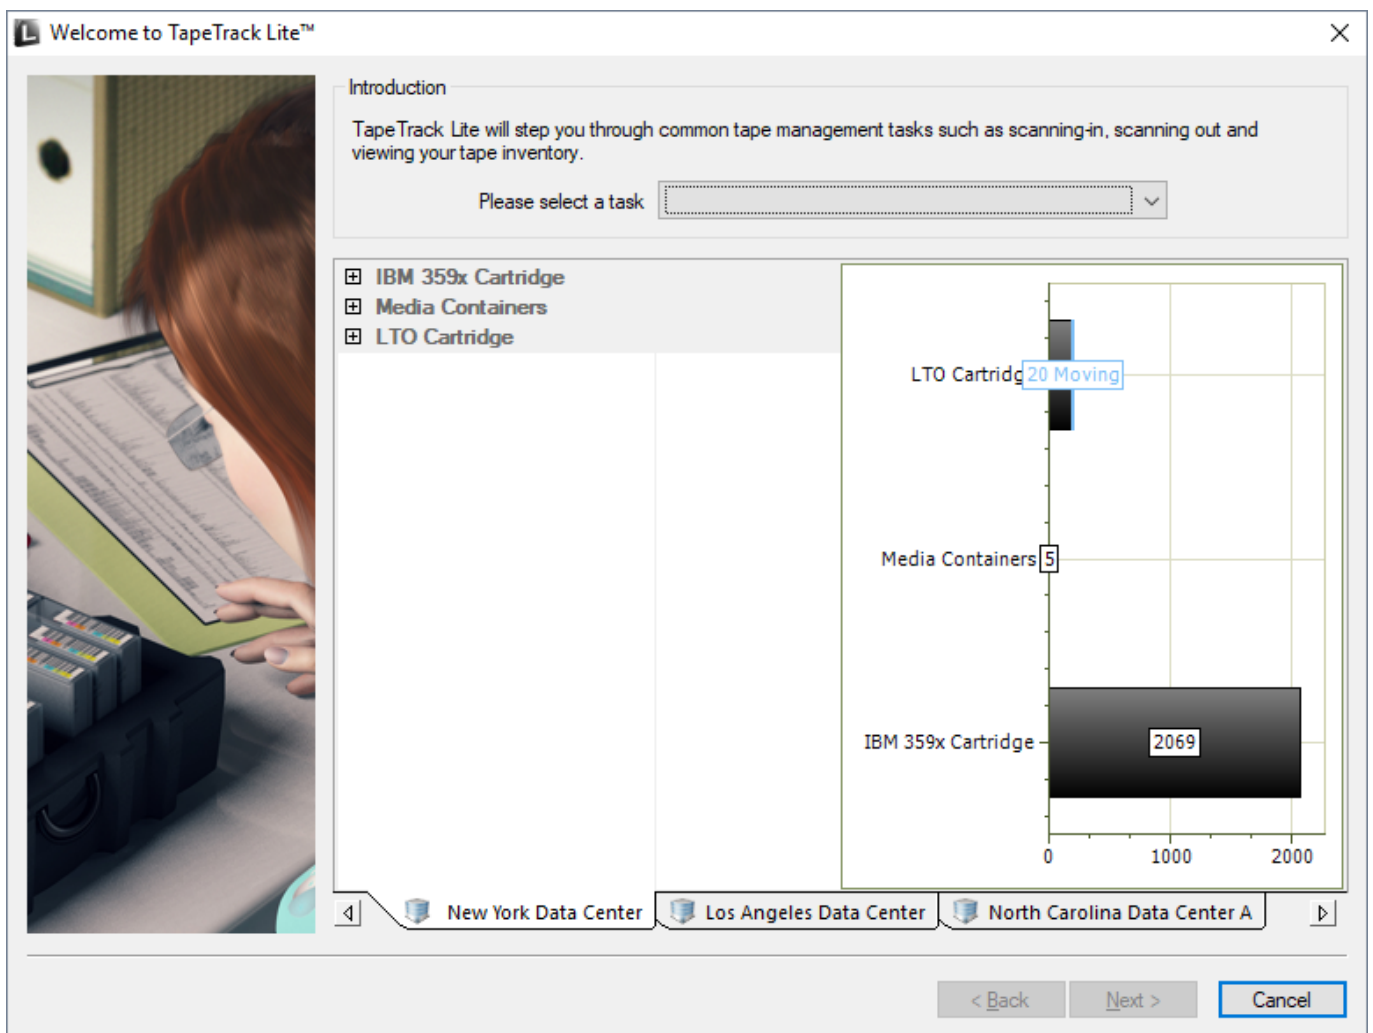 Welcome to TapeTrack Lite™
Introduction
TapeTrack Lite will step you through common tape management tasks such as scanning-in, scanning out and
viewing your tape inventory.
Please select a task
IBM 359x Cartridge
Media Containers
LTO Cartridge
LTO Cartridg
20 Moving
Media Containers
5
IBM 359x Cartridge
2069
0 1000 2000
New York Data Center Los Angeles Data Center North Carolina Data Center A
< Back Next > Cancel